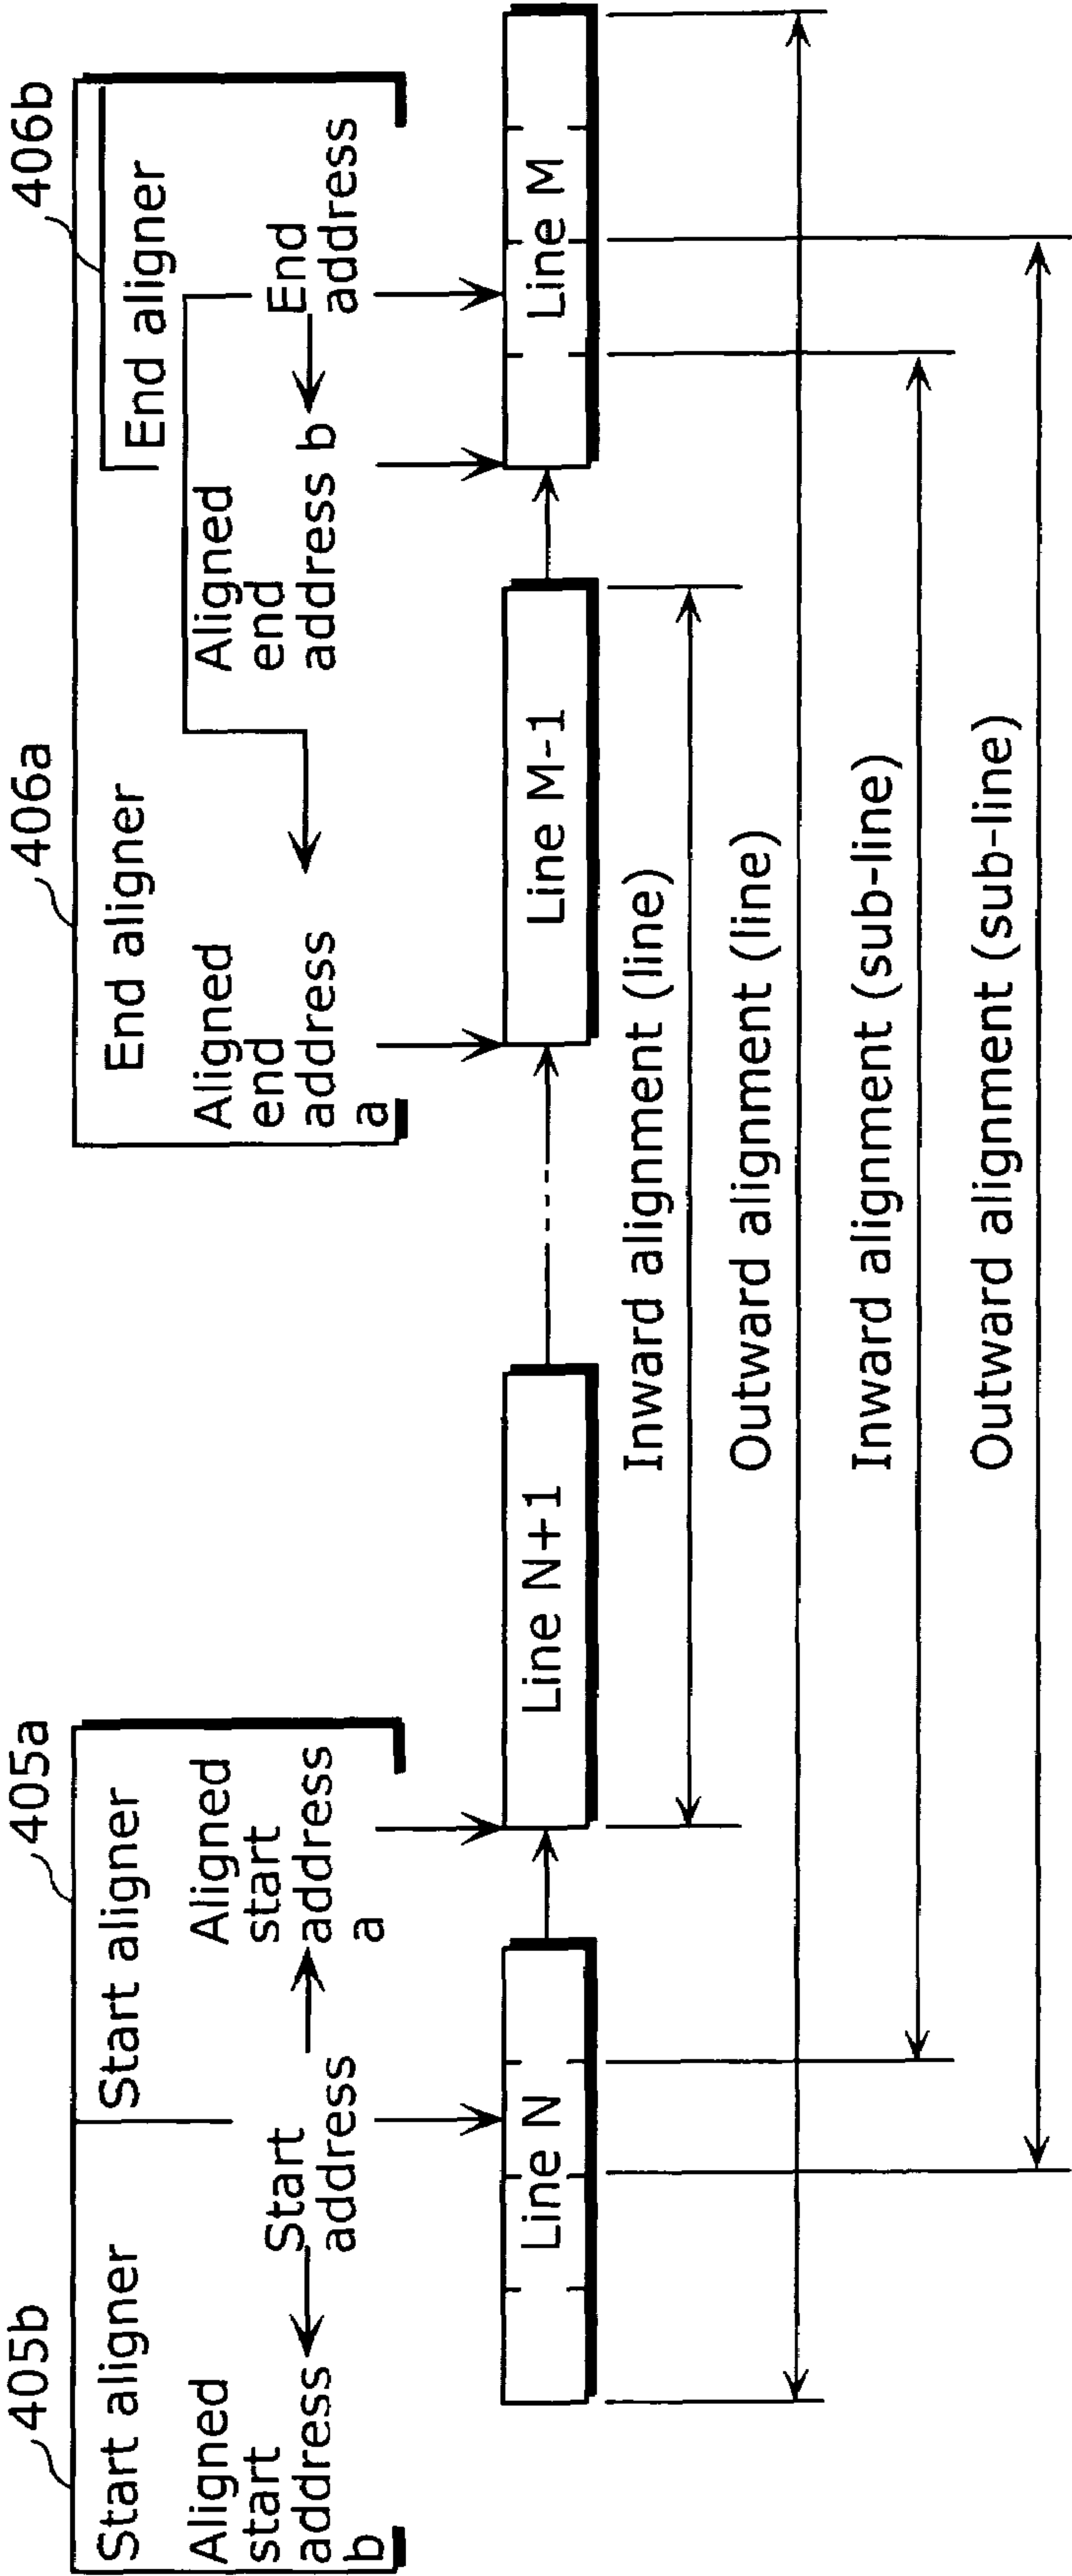 405b
405a
406a
406b
Start aligner
Start aligner
End aligner
End aligner
Aligned
start
address
b
Start
address
Aligned
start
address
a
Aligned
end
address
a
Aligned
end
address b
End
address
Line N
Line N+1
Line M-1
Line M
Inward alignment (line)
Outward alignment (line)
Inward alignment (sub-line)
Outward alignment (sub-line)